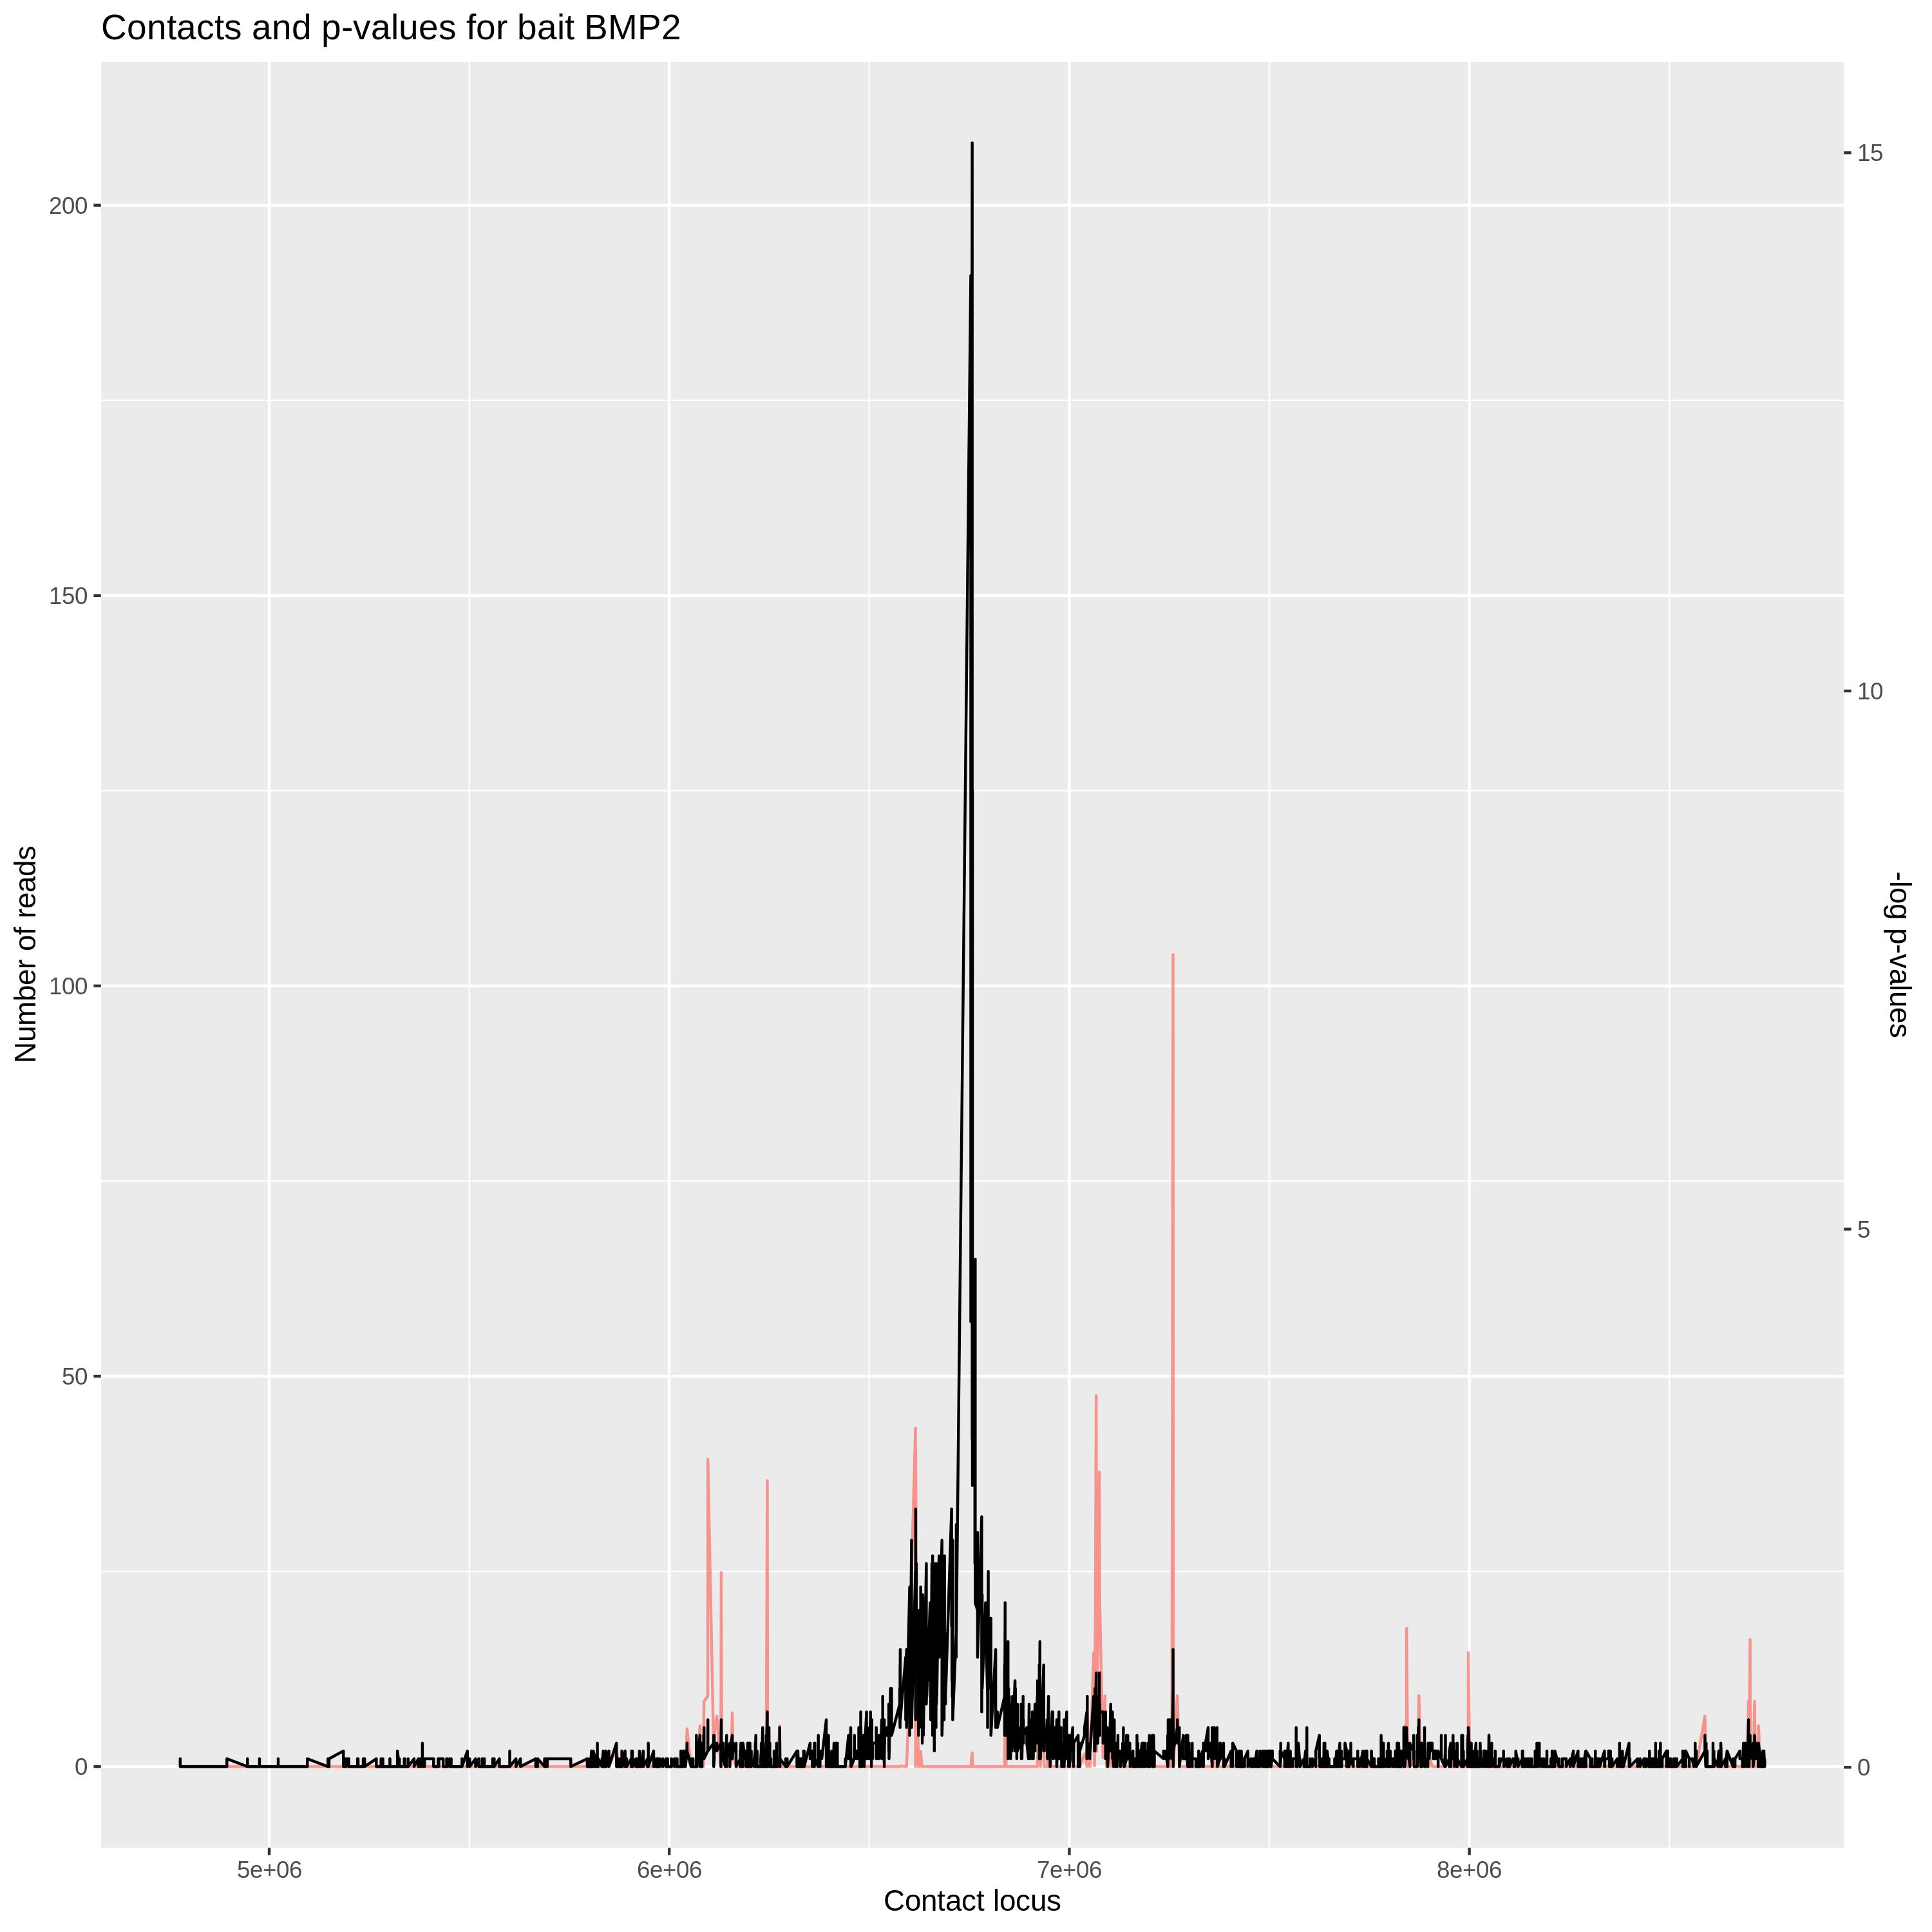 Contacts and p-values for bait BMP2
200
150
100
50
0
15
10
5
0
5e+06
6e+06
7e+06
8e+06
Number of reads
-log p-values
Contact locus